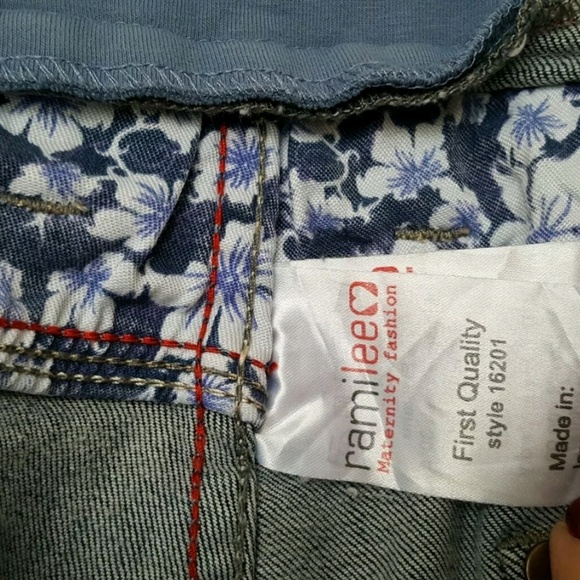 ramilee
Maternity fashion
First Quality
style 16201
Made in: